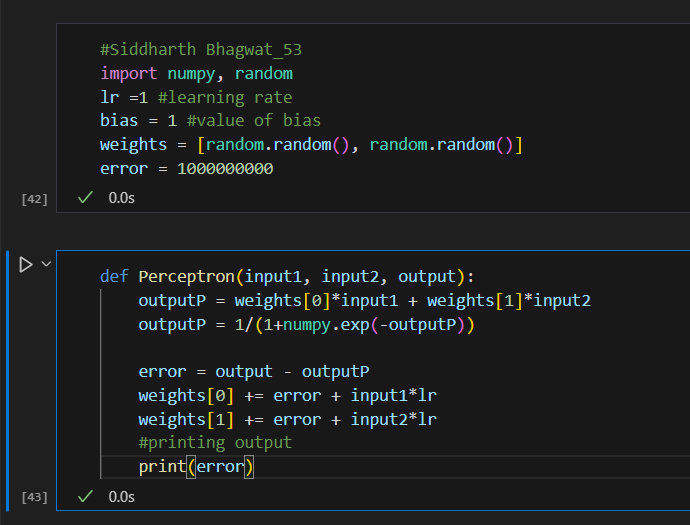 #Siddharth Bhagwat_53
import numpy, random
lr =1 #learning rate
bias = 1 #value of bias
weights = [random.random(), random.random()]
error = 1000000000
[42] 0.0s
def Perceptron(input1, input2, output):
outputP = weights[0]*input1 + weights[1]*input2
outputP = 1/(1+numpy.exp(-outputP))
error = output - outputP
weights[0] += error + input1*lr
weights[1] += error + input2*lr
#printing output
print(error)
[43] 0.0s